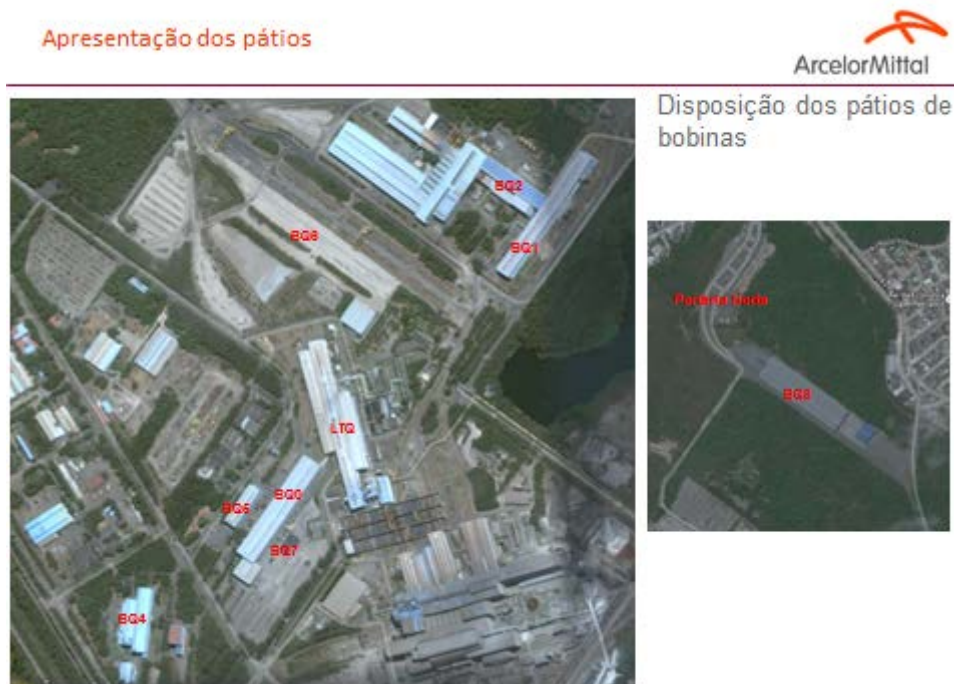 Apresentação dos pátios
ArcelorMittal
Disposição dos pátios de
bobinas
BQ2
BQ1
BQ6
Portaria Norte
BQ8
LTQ
BQ0
BQ5
BQ7
BQ4